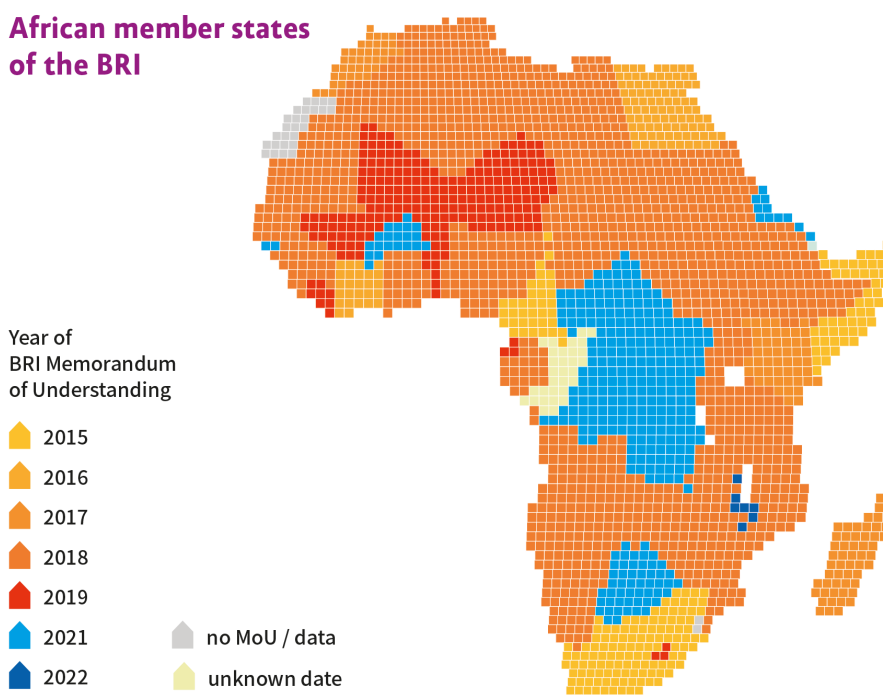 African member states
of the BRI
Year of
BRI Memorandum
of Understanding
2015
2016
2017
2018
2019
2021
2022
no MoU / data
unknown date